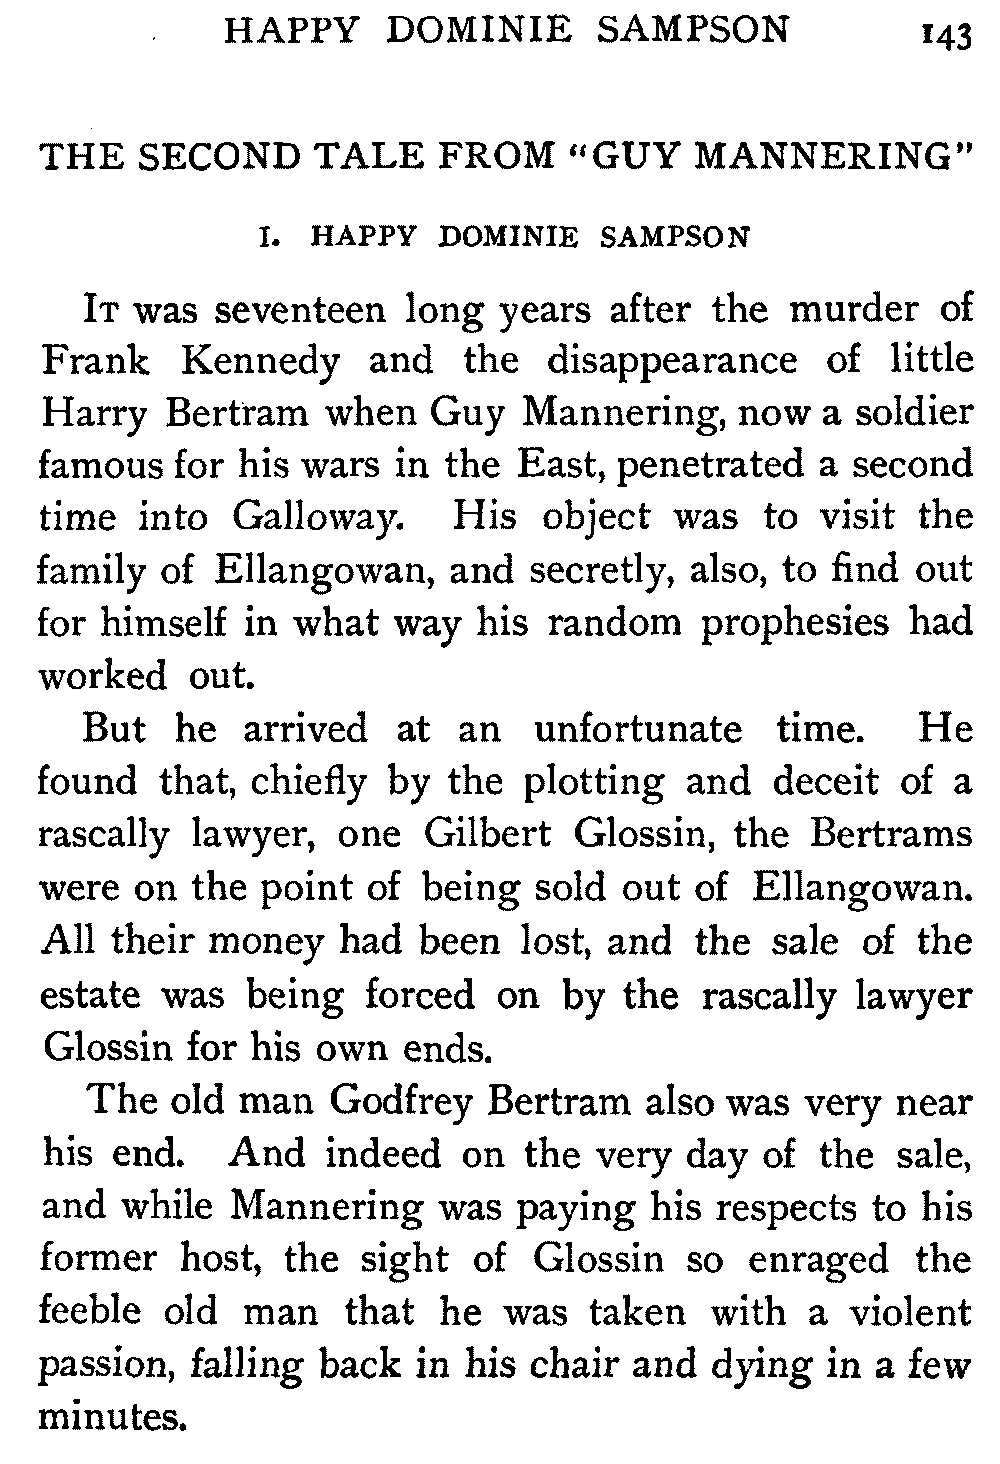 HAPPY DOMINIE SAMPSON 143
THE SECOND TALE FROM "GUY MANNERING"
I. HAPPY DOMINIE SAMPSON
IT was seventeen long years after the murder of
Frank Kennedy and the disappearance of little
Harry Bertram when Guy Mannering, now a soldier
famous for his wars in the East, penetrated a second
time into Galloway. His object was to visit the
family of Ellangowan, and secretly, also, to find out
for himself in what way his random prophesies had
worked out.
But he arrived at an unfortunate time. He
found that, chiefly by the plotting and deceit of a
rascally lawyer, one Gilbert Glossin, the Bertrams
were on the point of being sold out of Ellangowan.
All their money had been lost, and the sale of the
estate was being forced on by the rascally lawyer
Glossin for his own ends.
The old man Godfrey Bertram also was very near
his end. And indeed on the very day of the sale,
and while Mannering was paying his respects to his
former host, the sight of Glossin so enraged the
feeble old man that he was taken with a violent
passion, falling back in his chair and dying in a few
minutes.